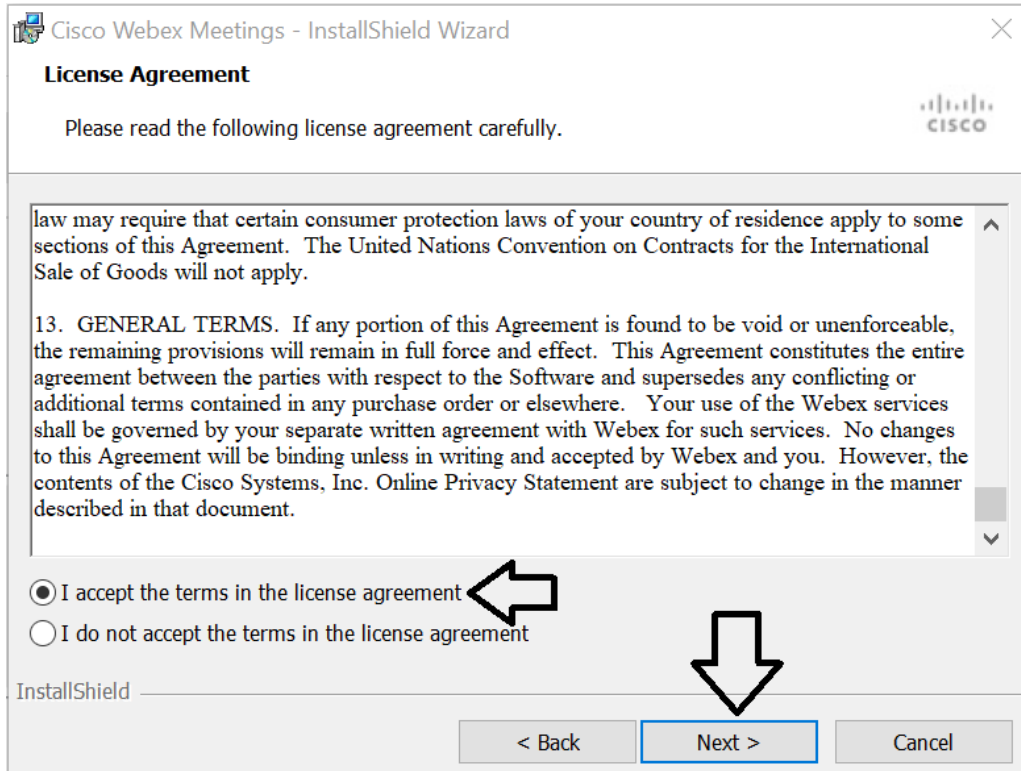 Cisco Webex Meetings - InstallShield Wizard
License Agreement
Please read the following license agreement carefully.
CISCO
law may require that certain consumer protection laws of your country of residence apply to some
sections of this Agreement.  The United Nations Convention on Contracts for the International
Sale of Goods will not apply.
13.  GENERAL TERMS.  If any portion of this Agreement is found to be void or unenforceable,
the remaining provisions will remain in full force and effect.  This Agreement constitutes the entire
agreement between the parties with respect to the Software and supersedes any conflicting or
additional terms contained in any purchase order or elsewhere.   Your use of the Webex services
shall be governed by your separate written agreement with Webex for such services.  No changes
to this Agreement will be binding unless in writing and accepted by Webex and you.  However, the
contents of the Cisco Systems, Inc. Online Privacy Statement are subject to change in the manner
described in that document.
I accept the terms in the license agreement
I do not accept the terms in the license agreement
InstallShield
< Back
Next >
Cancel